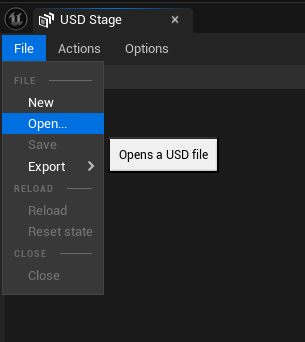 USD Stage
File Actions Options
FILE
New
Open...
Opens a USD file
Save
Export
RELOAD
Reload
Reset state
CLOSE
Close